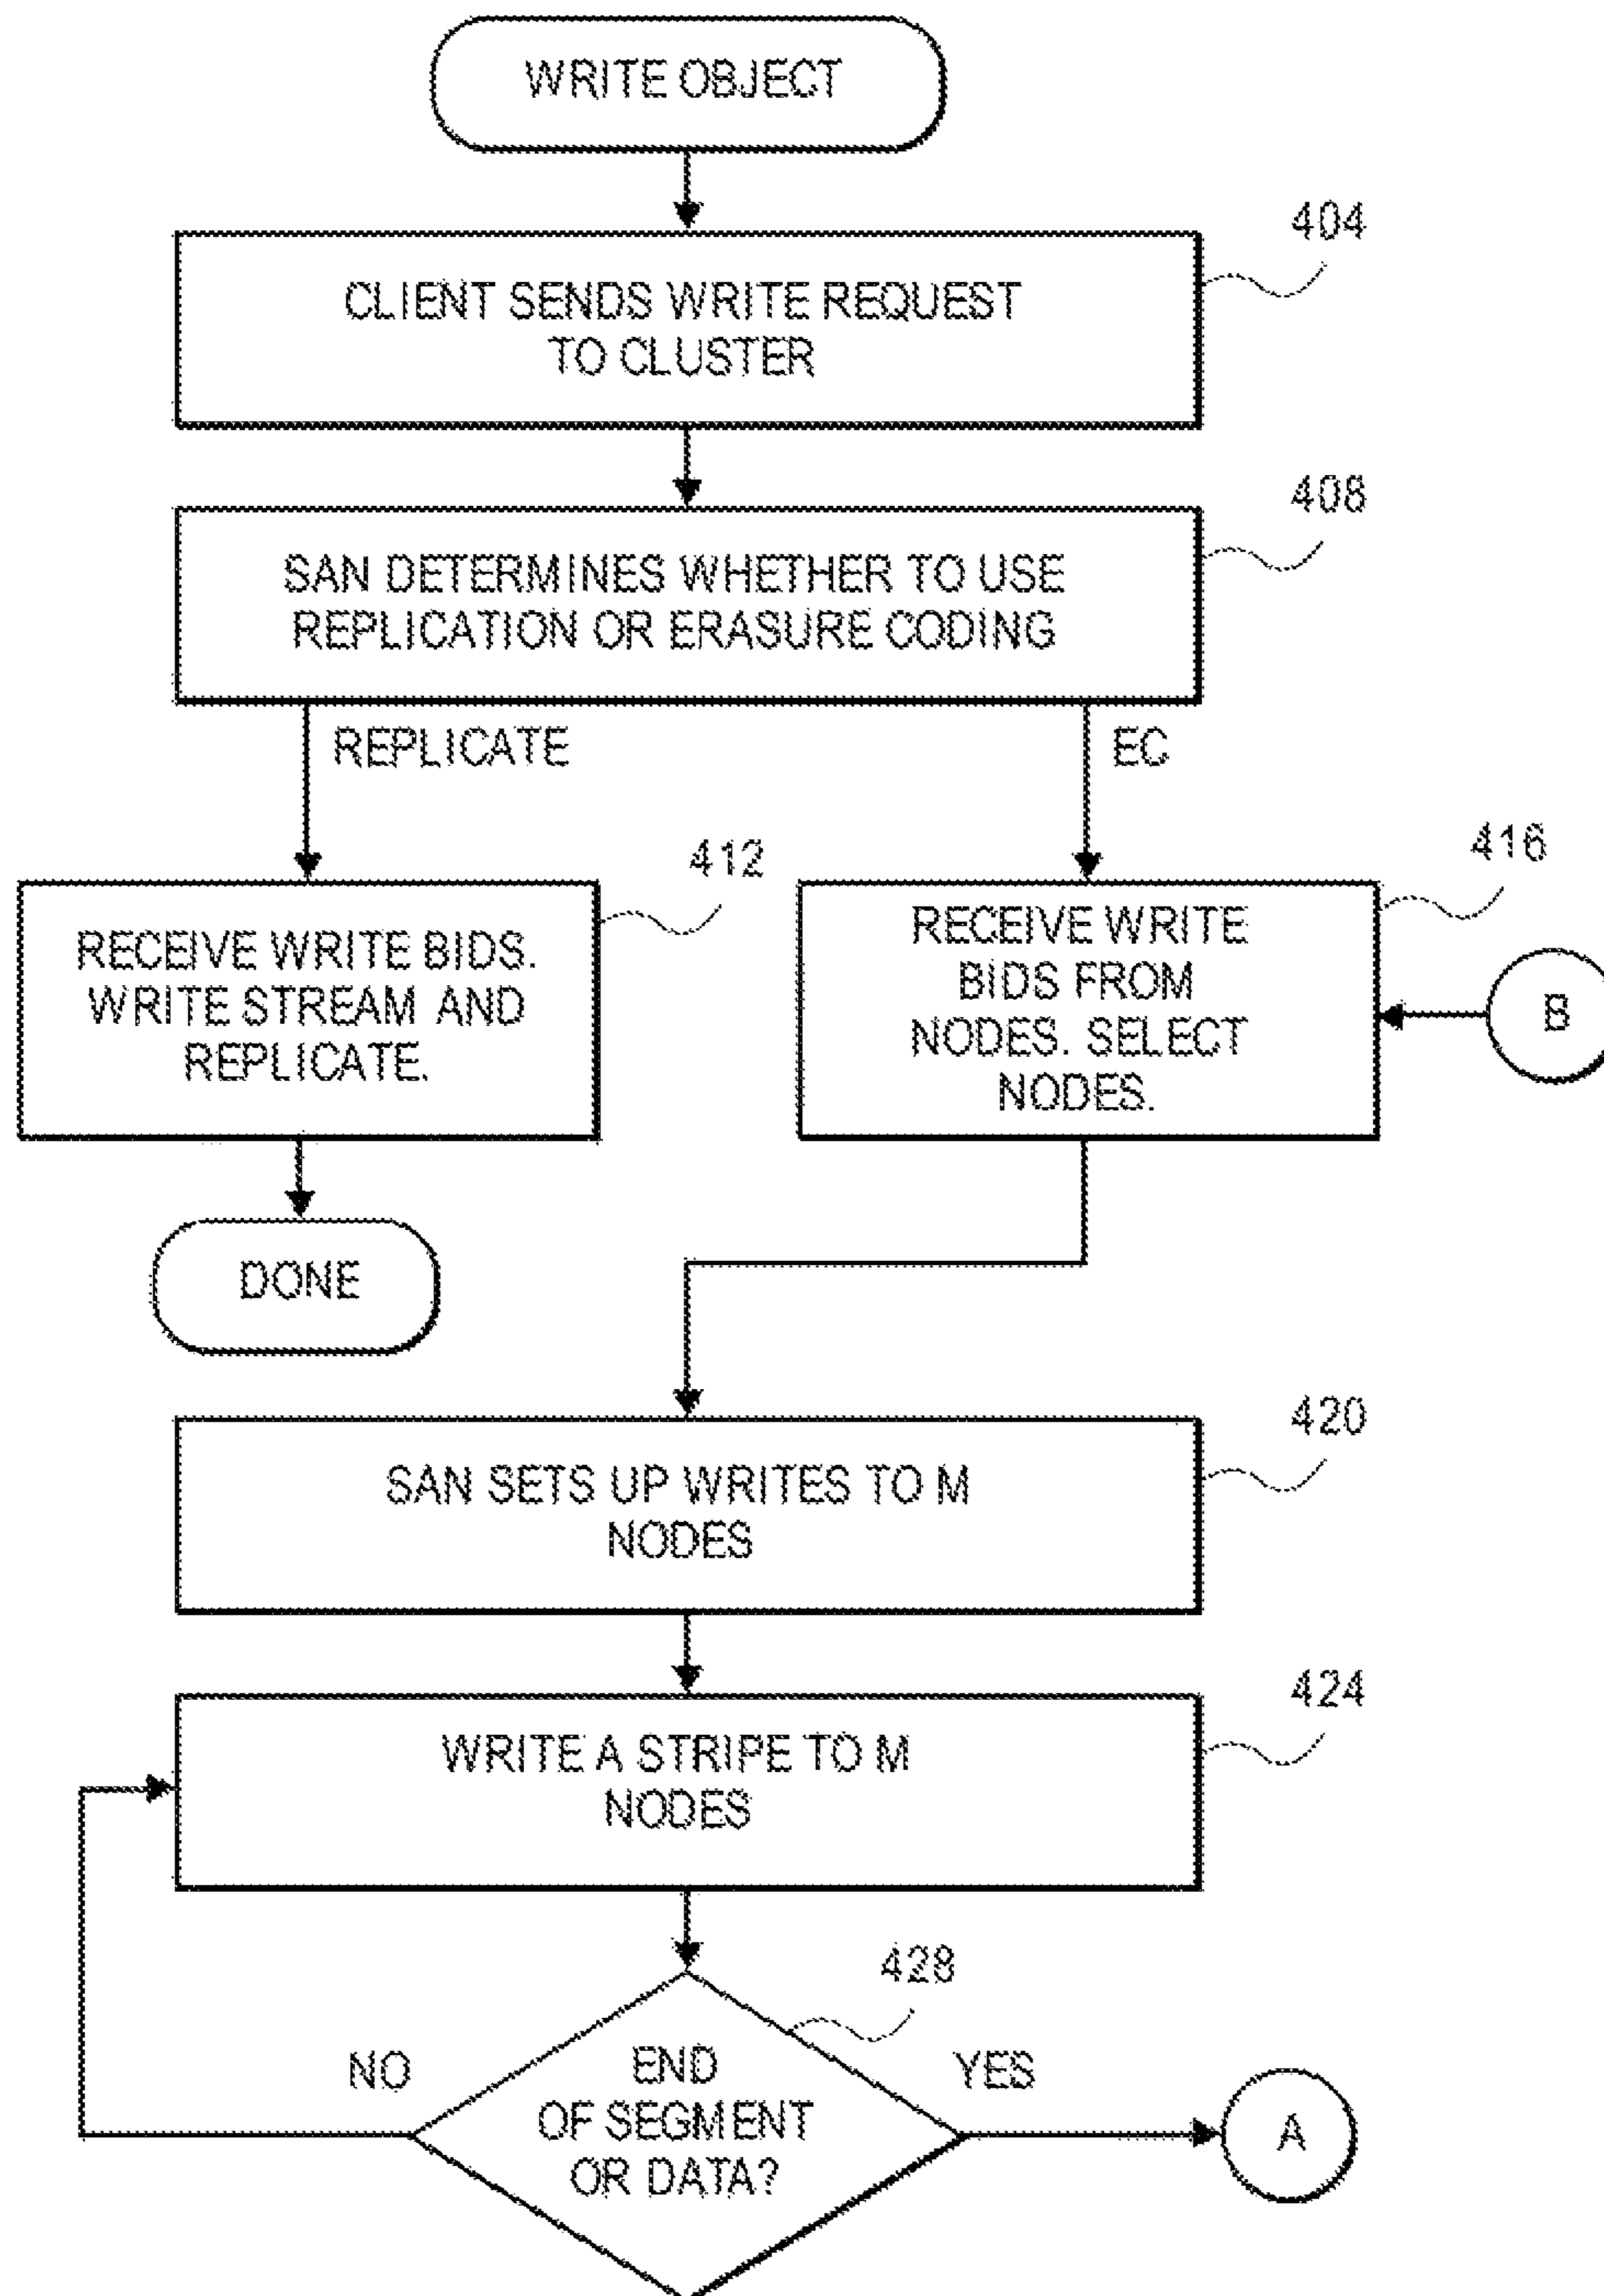 WRITE OBJECT
404
CLIENT SENDS WRITE REQUEST
TO CLUSTER
408
SAN DETERMINES WHETHER TO USE
REPLICATION OR ERASURE CODING
REPLICATE
EC
412
RECEIVE WRITE BIDS.
WRITE STREAM AND
REPLICATE.
416
RECEIVE WRITE
BIDS FROM
NODES. SELECT
NODES.
B
DONE
420
SAN SETS UP WRITES TO M
NODES
424
WRITE A STRIPE TO M
NODES
428
NO
END
OF SEGMENT
OR DATA?
YES
A